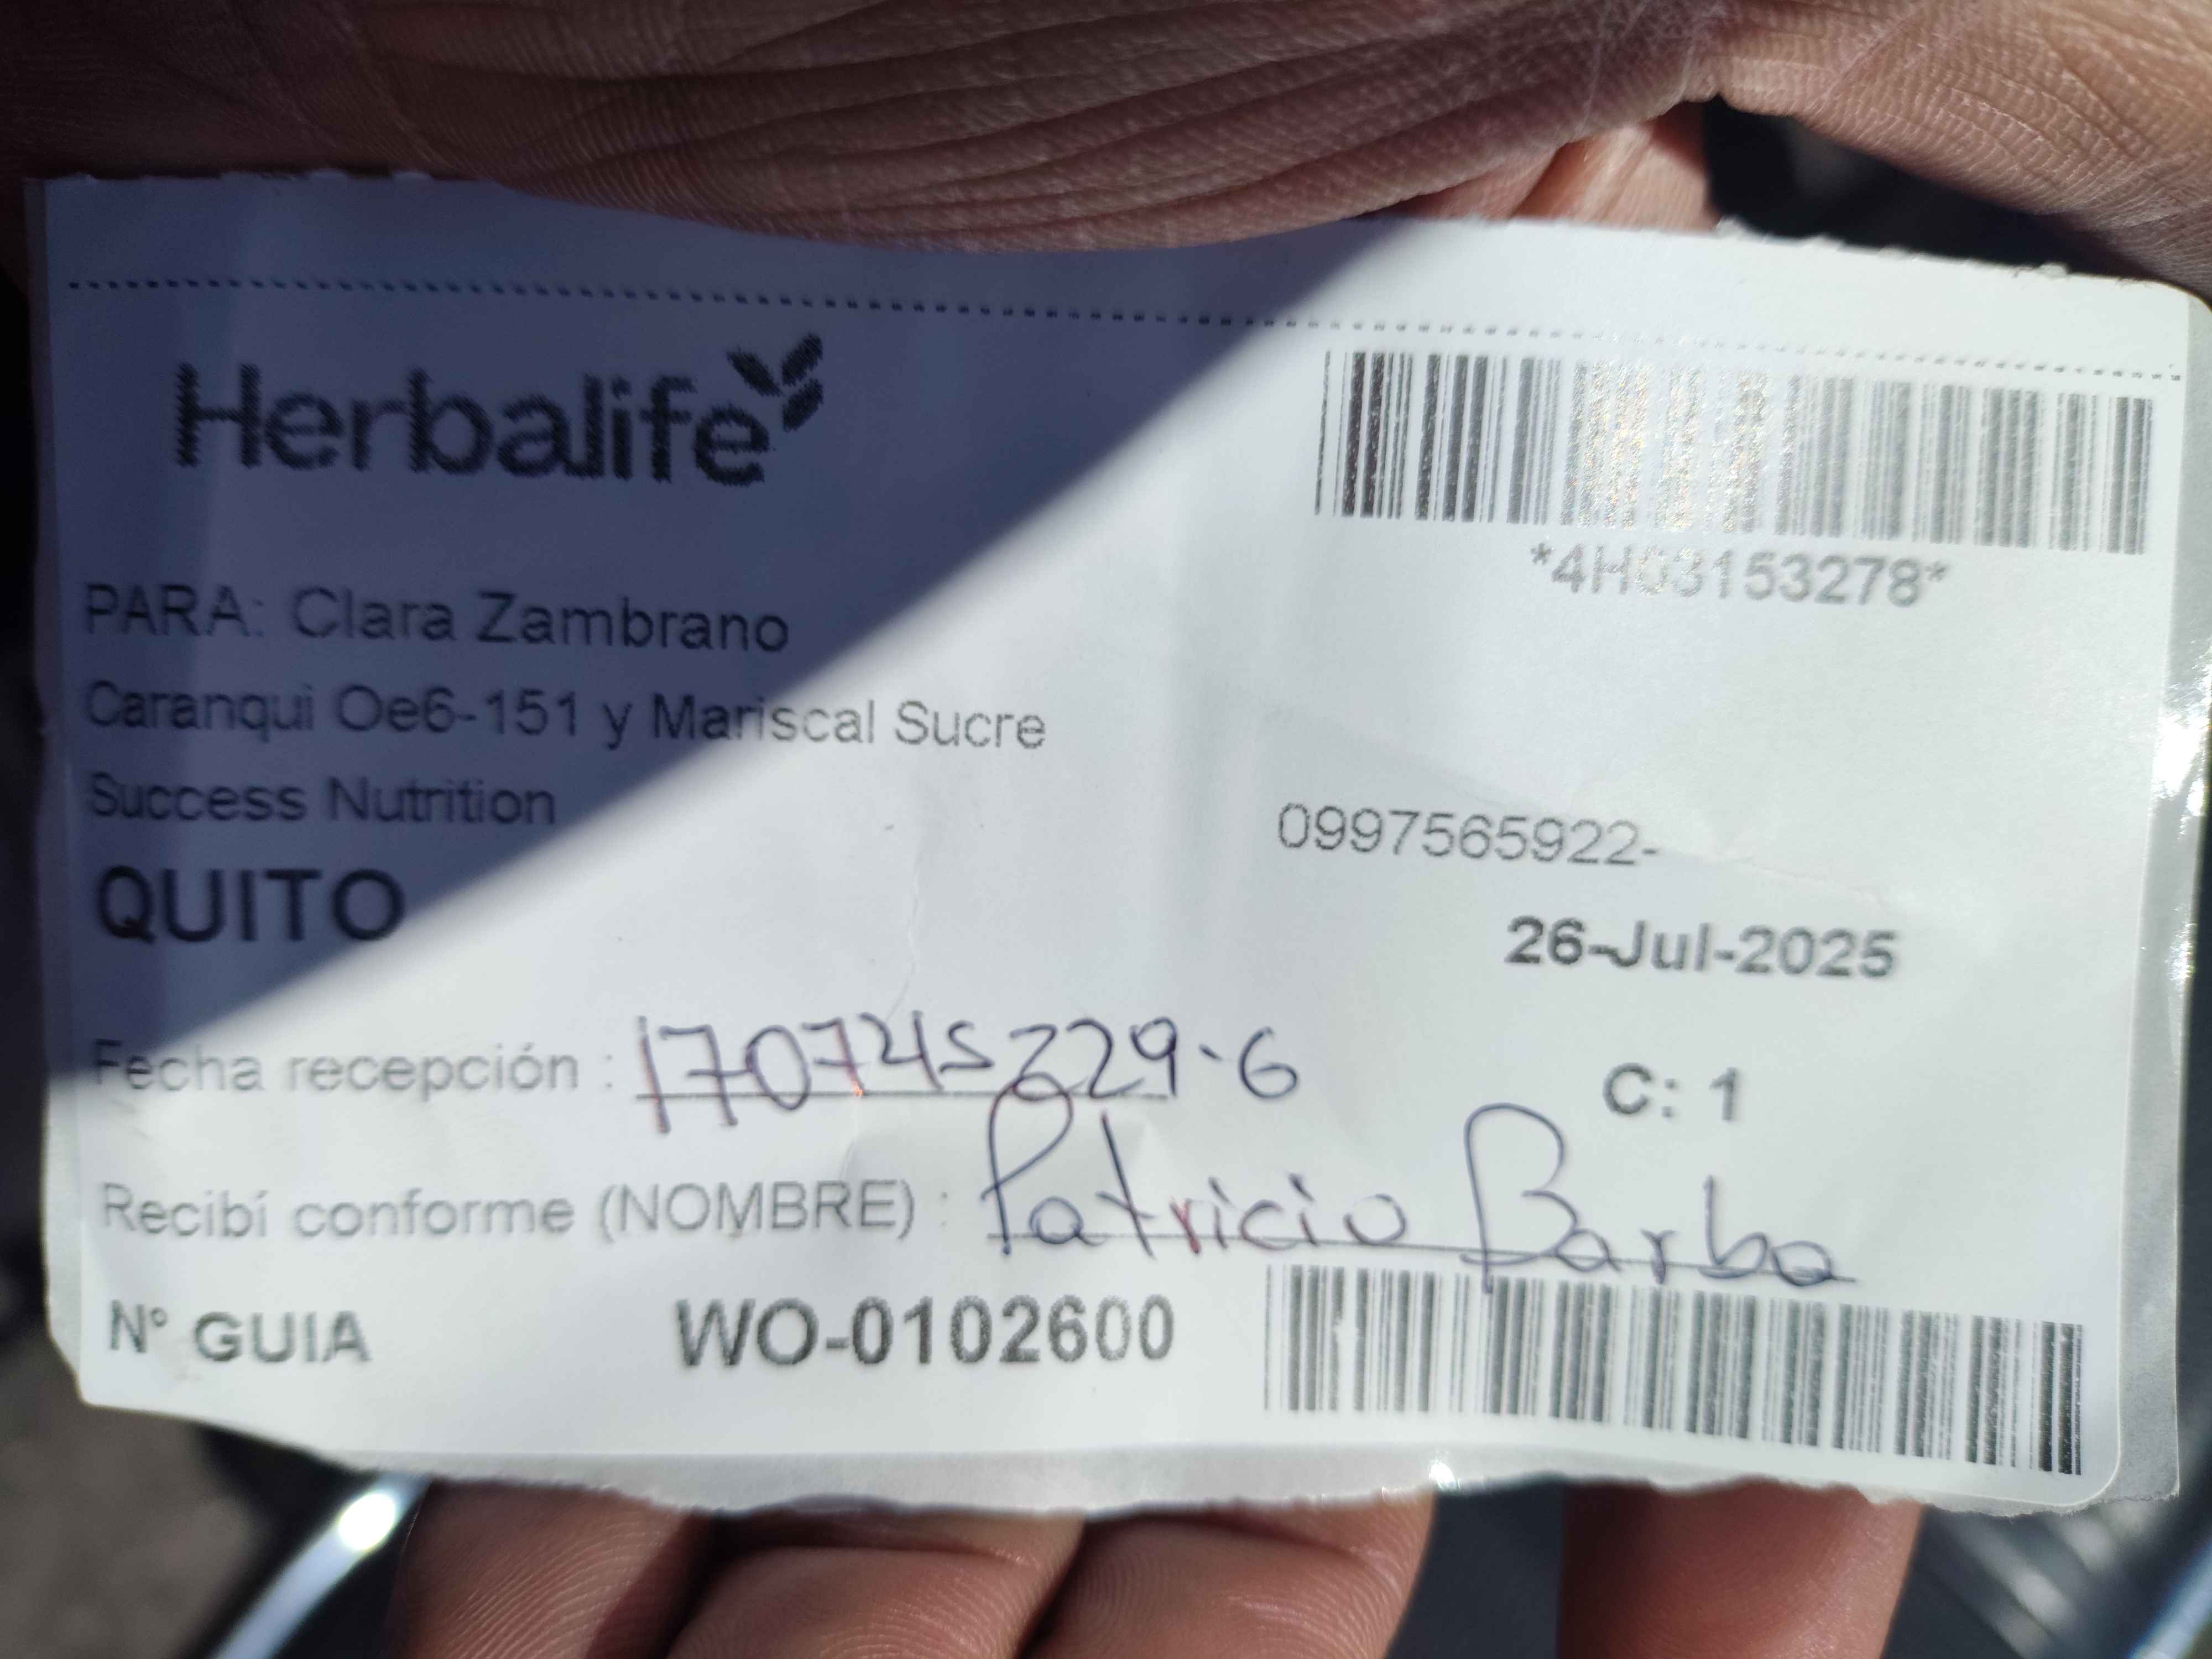 Herbalife
*4H03153278*
PARA: Clara Zambrano
Caranqui Oe6-151 y Mariscal Sucre
Success Nutrition
0997565922-
QUITO
26-Jul-2025
Fecha recepción : 170745229-6
C: 1
Recibí conforme (NOMBRE) : Patricio Barba
N° GUIA WO-0102600